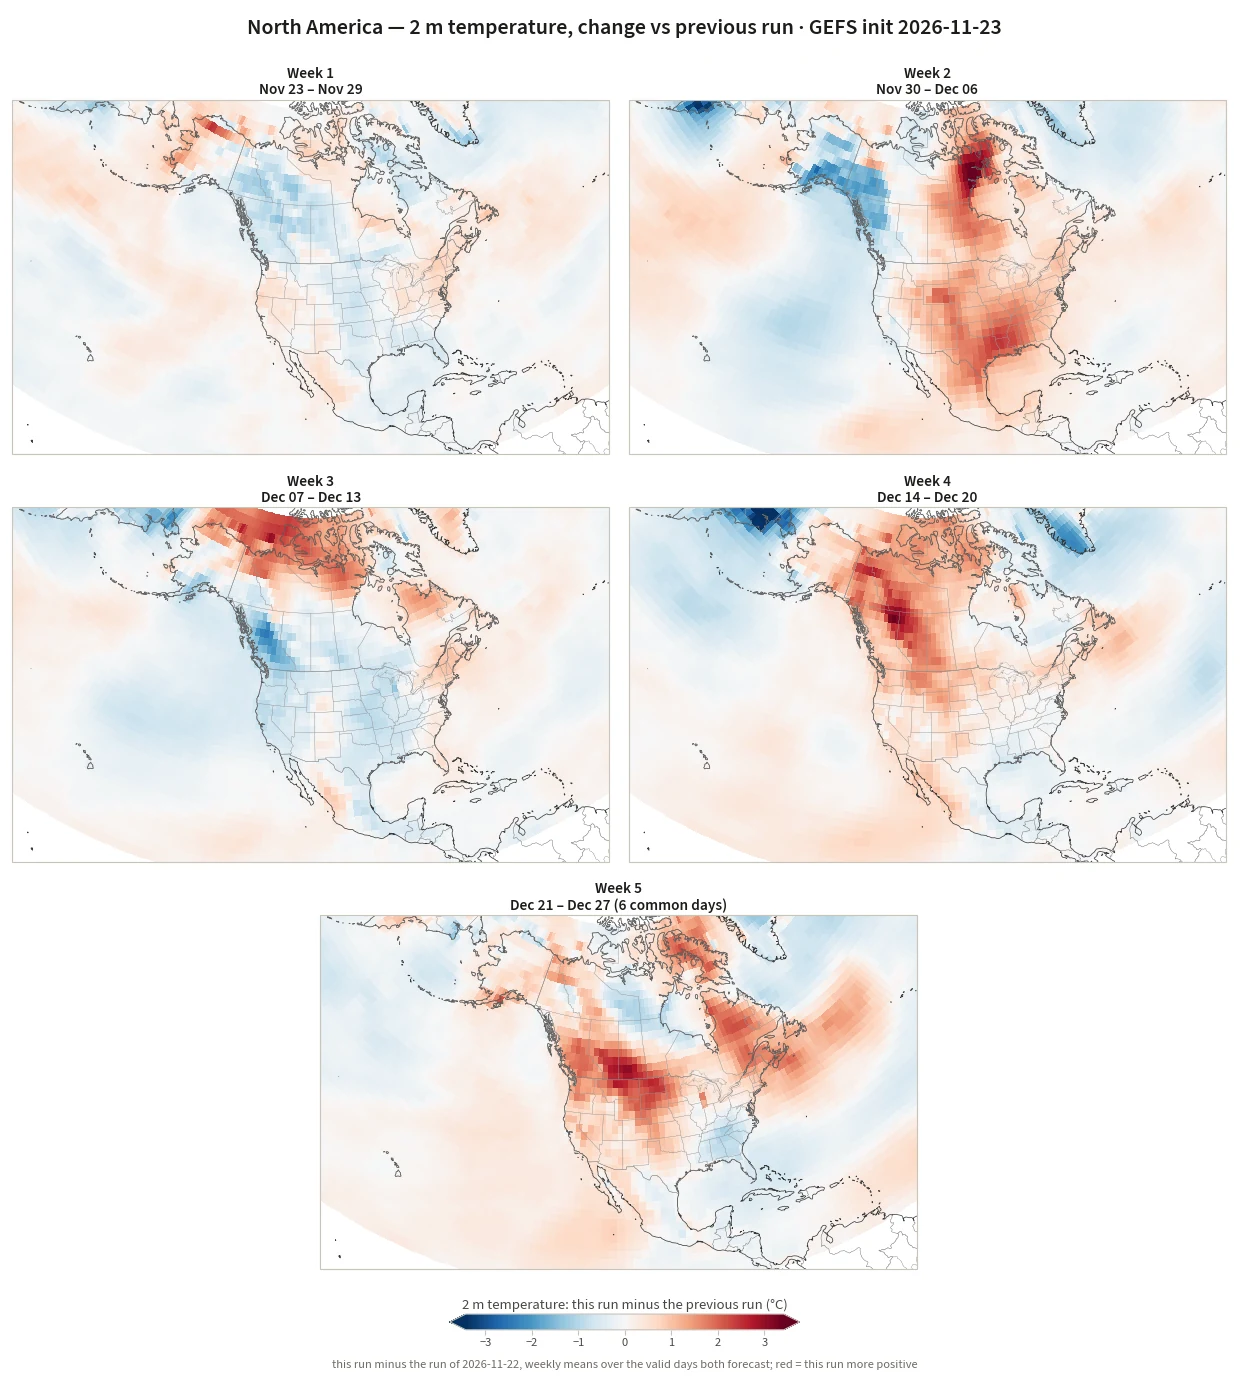 North America — 2 m temperature, change vs previous run · GEFS init 2026-11-23
Week 1
Nov 23 – Nov 29
Week 2
Nov 30 – Dec 06
Week 3
Dec 07 – Dec 13
Week 4
Dec 14 – Dec 20
Week 5
Dec 21 – Dec 27 (6 common days)
2 m temperature: this run minus the previous run (°C)
−3 −2 −1 0 1 2 3
this run minus the run of 2026-11-22, weekly means over the valid days both forecast; red = this run more positive